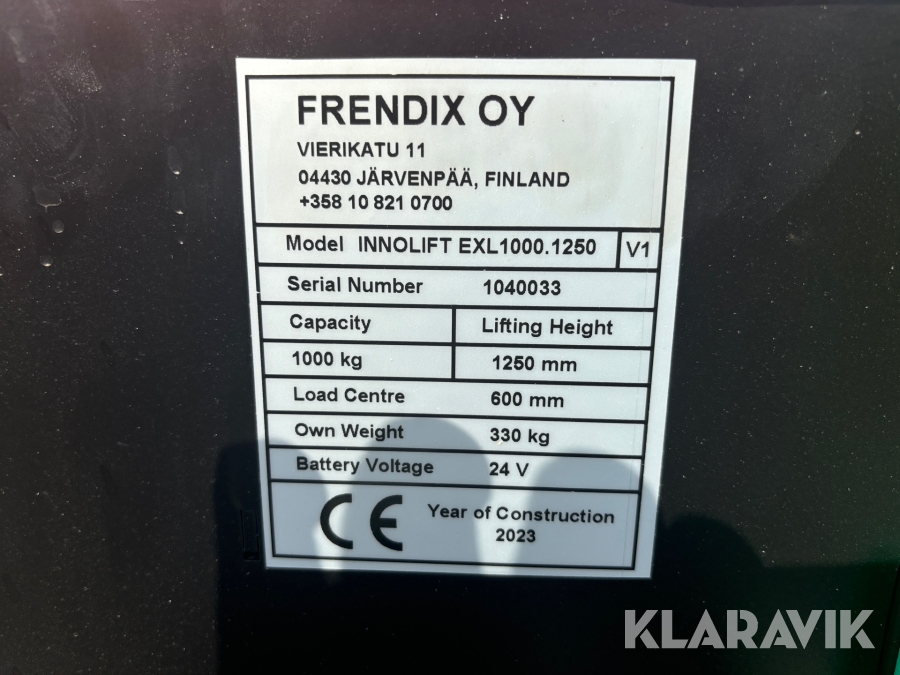 FRENDIX OY
VIERIKATU 11
04430 JÄRVENPÄÄ, FINLAND
+358 10 821 0700
Model INNOLIFT EXL1000.1250 V1
Serial Number 1040033
Capacity Lifting Height
1000 kg 1250 mm
Load Centre 600 mm
Own Weight 330 kg
Battery Voltage 24 V
CE Year of Construction
2023
KLARAVIK